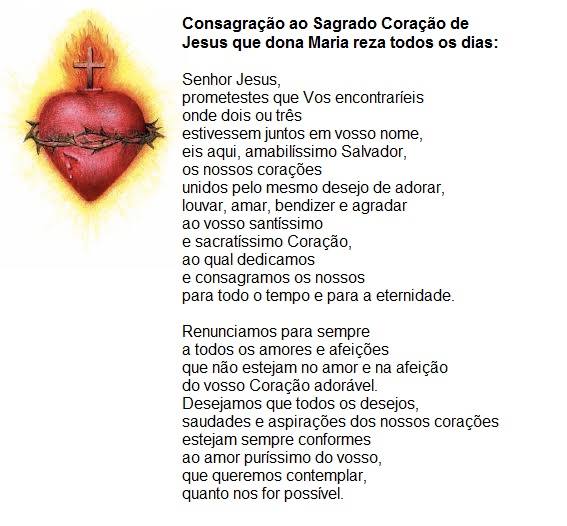 Consagração ao Sagrado Coração de
Jesus que dona Maria reza todos os dias:
Senhor Jesus,
prometestes que Vos encontraríeis
onde dois ou três
estivessem juntos em vosso nome,
eis aqui, amabilíssimo Salvador,
os nossos corações
unidos pelo mesmo desejo de adorar,
louvar, amar, bendizer e agradar
ao vosso santíssimo
e sacratíssimo Coração,
ao qual dedicamos
e consagramos os nossos
para todo o tempo e para a eternidade.
Renunciamos para sempre
a todos os amores e afeições
que não estejam no amor e na afeição
do vosso Coração adorável.
Desejamos que todos os desejos,
saudades e aspirações dos nossos corações
estejam sempre conformes
ao amor puríssimo do vosso,
que queremos contemplar,
quanto nos for possível.